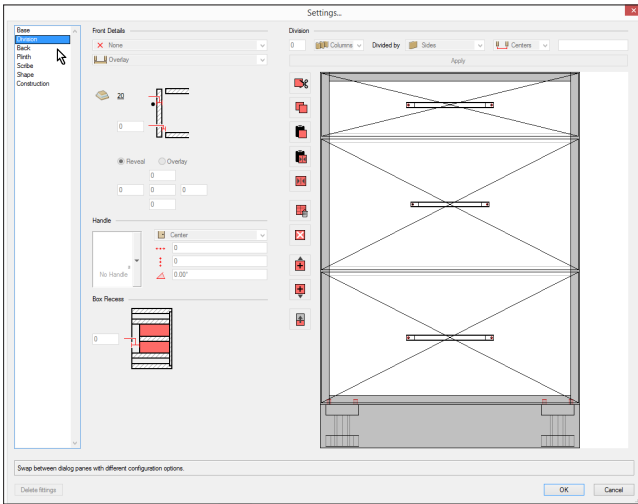 Settings...
Base
Division
Back
Plinth
Scribe
Shape
Construction
Front Details
None
Overlay
20
0
Reveal
Overlay
0
0 0 0
0
Handle
No Handle
Center
0
0
0.00°
Box Recess
0
Division
0 Columns Divided by Sides Centers
Apply
Swap between dialog panes with different configuration options.
Delete fittings
OK Cancel